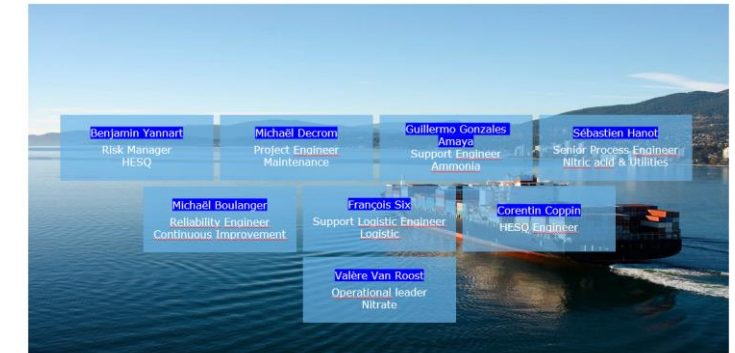 Benjamin Yannart
Risk Manager
HESQ
Michaël Decrom
Project Engineer
Maintenance
Guillermo Gonzales
Amaya
Support Engineer
Ammonia
Sébastien Hanot
Senior Process Engineer
Nitric acid & Utilities
Michaël Boulanger
Reliability Engineer
Continuous Improvement
François Six
Support Logistic Engineer
Logistic
Corentin Coppin
HESQ Engineer
Valère Van Roost
Operational leader
Nitrate